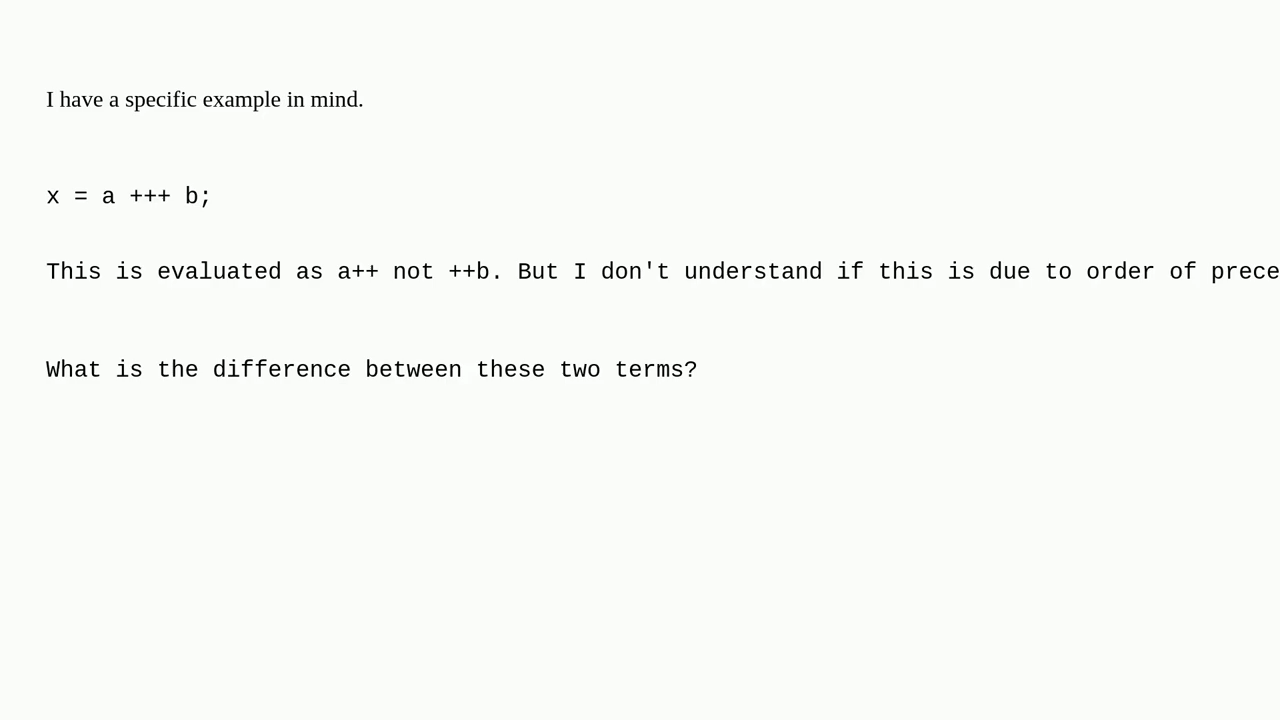 I have a specific example in mind.
x = a +++ b;
This is evaluated as a++ not ++b. But I don't understand if this is due to order of
What is the difference between these two terms?